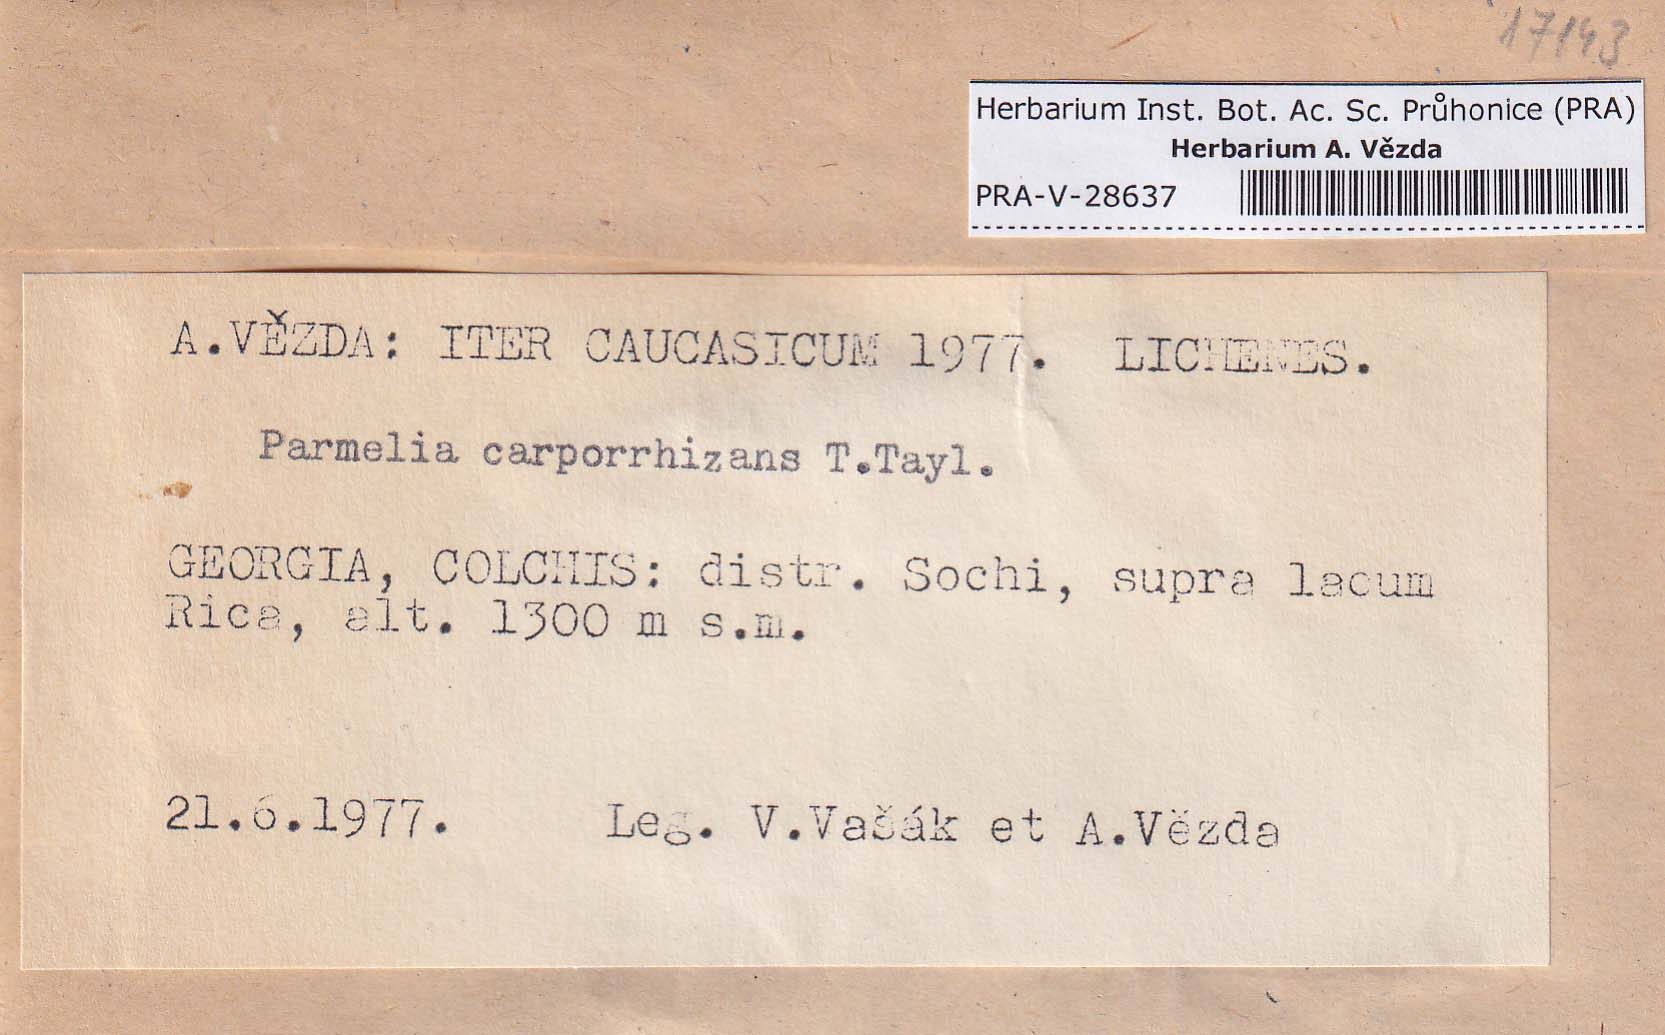 17143
Herbarium Inst. Bot. Ac. Sc. Průhonice (PRA)
Herbarium A. Vězda
PRA-V-28637
A.VĚZDA: ITER CAUCASICUM 1977. LICHENES.
Parmelia carporrhizans T.Tayl.
GEORGIA, COLCHIS: distr. Sochi, supra lacum
Rica, alt. 1300 m s.m.
21.6.1977. Leg. V.Vašák et A.Vězda